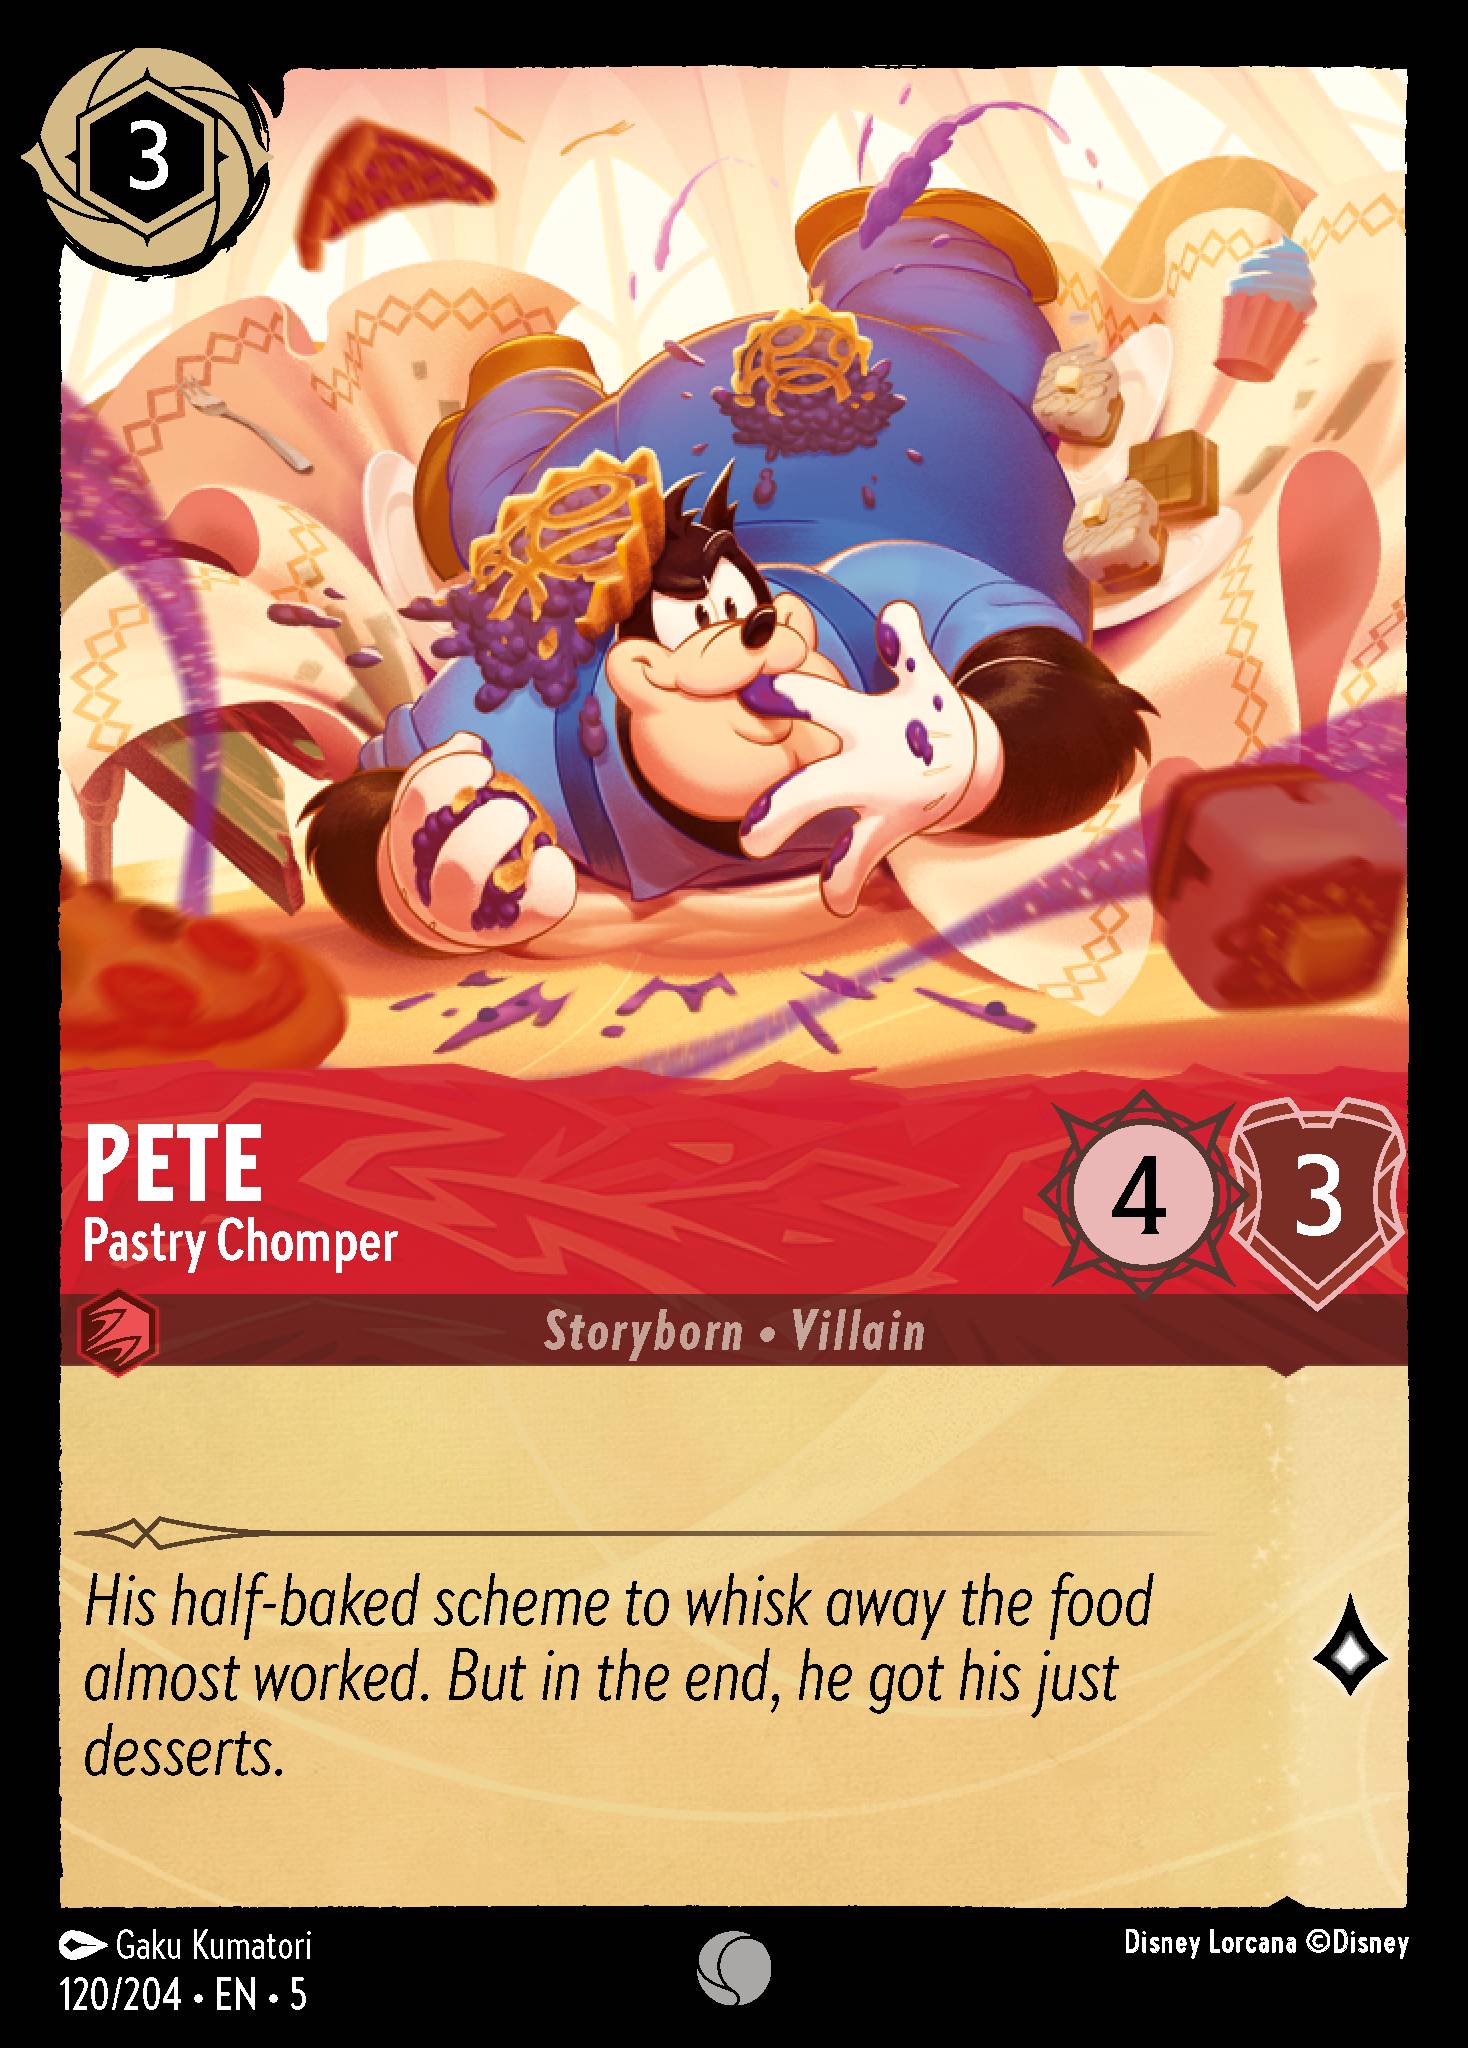 3
PETE
Pastry Chomper
4
3
Storyborn • Villain
His half-baked scheme to whisk away the food
almost worked. But in the end, he got his just
desserts.
Gaku Kumatori
Disney Lorcana ©Disney
120/204 • EN • 5